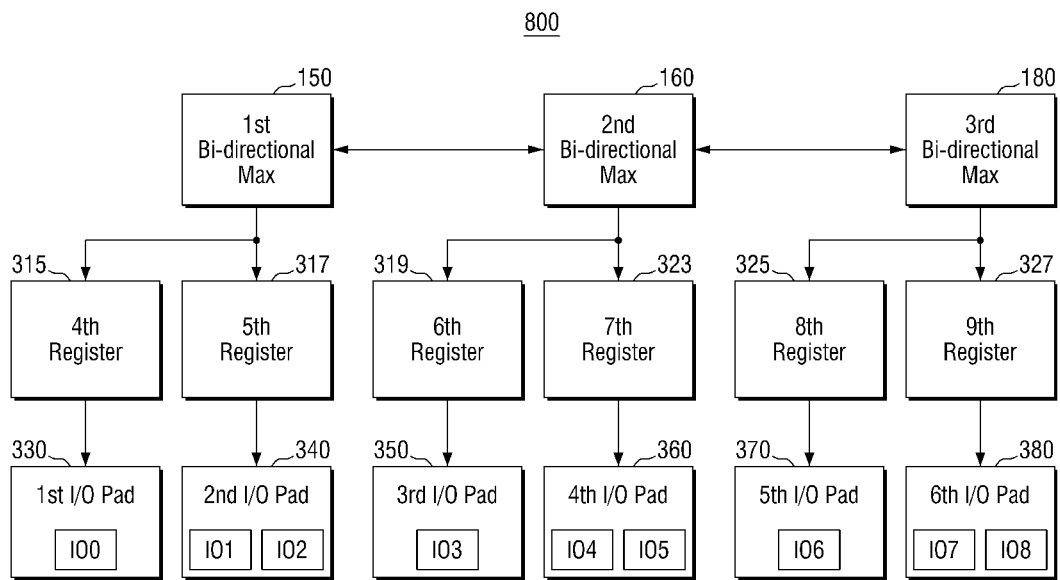 800
150
160
180
1st
Bi-directional
Max
2nd
Bi-directional
Max
3rd
Bi-directional
Max
315
317
319
323
325
327
4th
Register
5th
Register
6th
Register
7th
Register
8th
Register
9th
Register
330
340
350
360
370
380
1st I/O Pad
2nd I/O Pad
3rd I/O Pad
4th I/O Pad
5th I/O Pad
6th I/O Pad
IO0
IO1
IO2
IO3
IO4
IO5
IO6
IO7
IO8